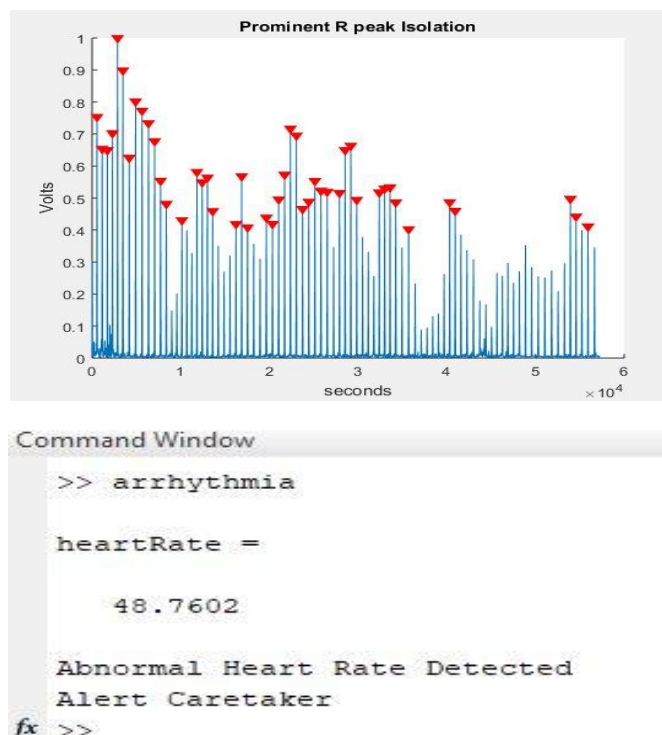 Prominent R peak Isolation
Volts
1
0.9
0.8
0.7
0.6
0.5
0.4
0.3
0.2
0.1
0
0 1 2 3 4 5 6
seconds
×10^4
Command Window
>> arrhythmia
heartRate =
48.7602
Abnormal Heart Rate Detected
Alert Caretaker
fx >>